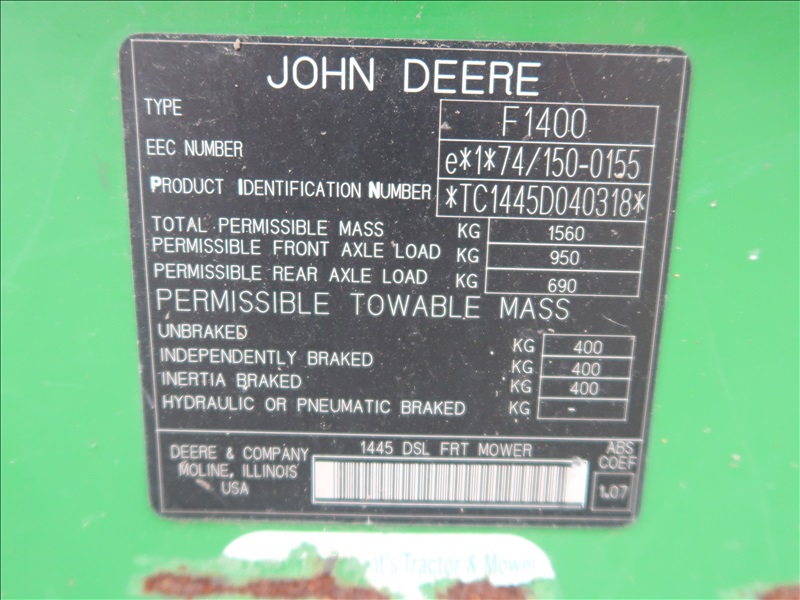 JOHN DEERE
TYPE F1400
EEC NUMBER e*1*74/150-0155
PRODUCT IDENTIFICATION NUMBER *TC1445D040318*
TOTAL PERMISSIBLE MASS KG 1560
PERMISSIBLE FRONT AXLE LOAD KG 950
PERMISSIBLE REAR AXLE LOAD KG 690
PERMISSIBLE TOWABLE MASS
UNBRAKED KG 400
INDEPENDENTLY BRAKED KG 400
INERTIA BRAKED KG 400
HYDRAULIC OR PNEUMATIC BRAKED KG -
DEERE & COMPANY 1445 DSL FRT MOWER ABS
MOLINE, ILLINOIS COEF
USA 1.07
Tractor & Mower